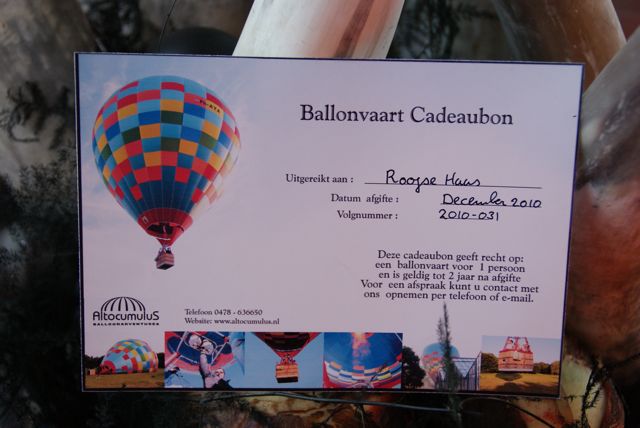 Ballonvaart Cadeaubon
Uitgereikt aan : Roogse Haas
Datum afgifte : December 2010
Volgnummer : 2010-031
Deze cadeaubon geeft recht op:
een ballonvaart voor 1 persoon
en is geldig tot 2 jaar na afgifte
Voor een afspraak kunt u contact met
ons opnemen per telefoon of e-mail.
AltocumuluS
BALLOONADVENTURES
Telefoon 0478 - 636650
Website: www.altocumulus.nl